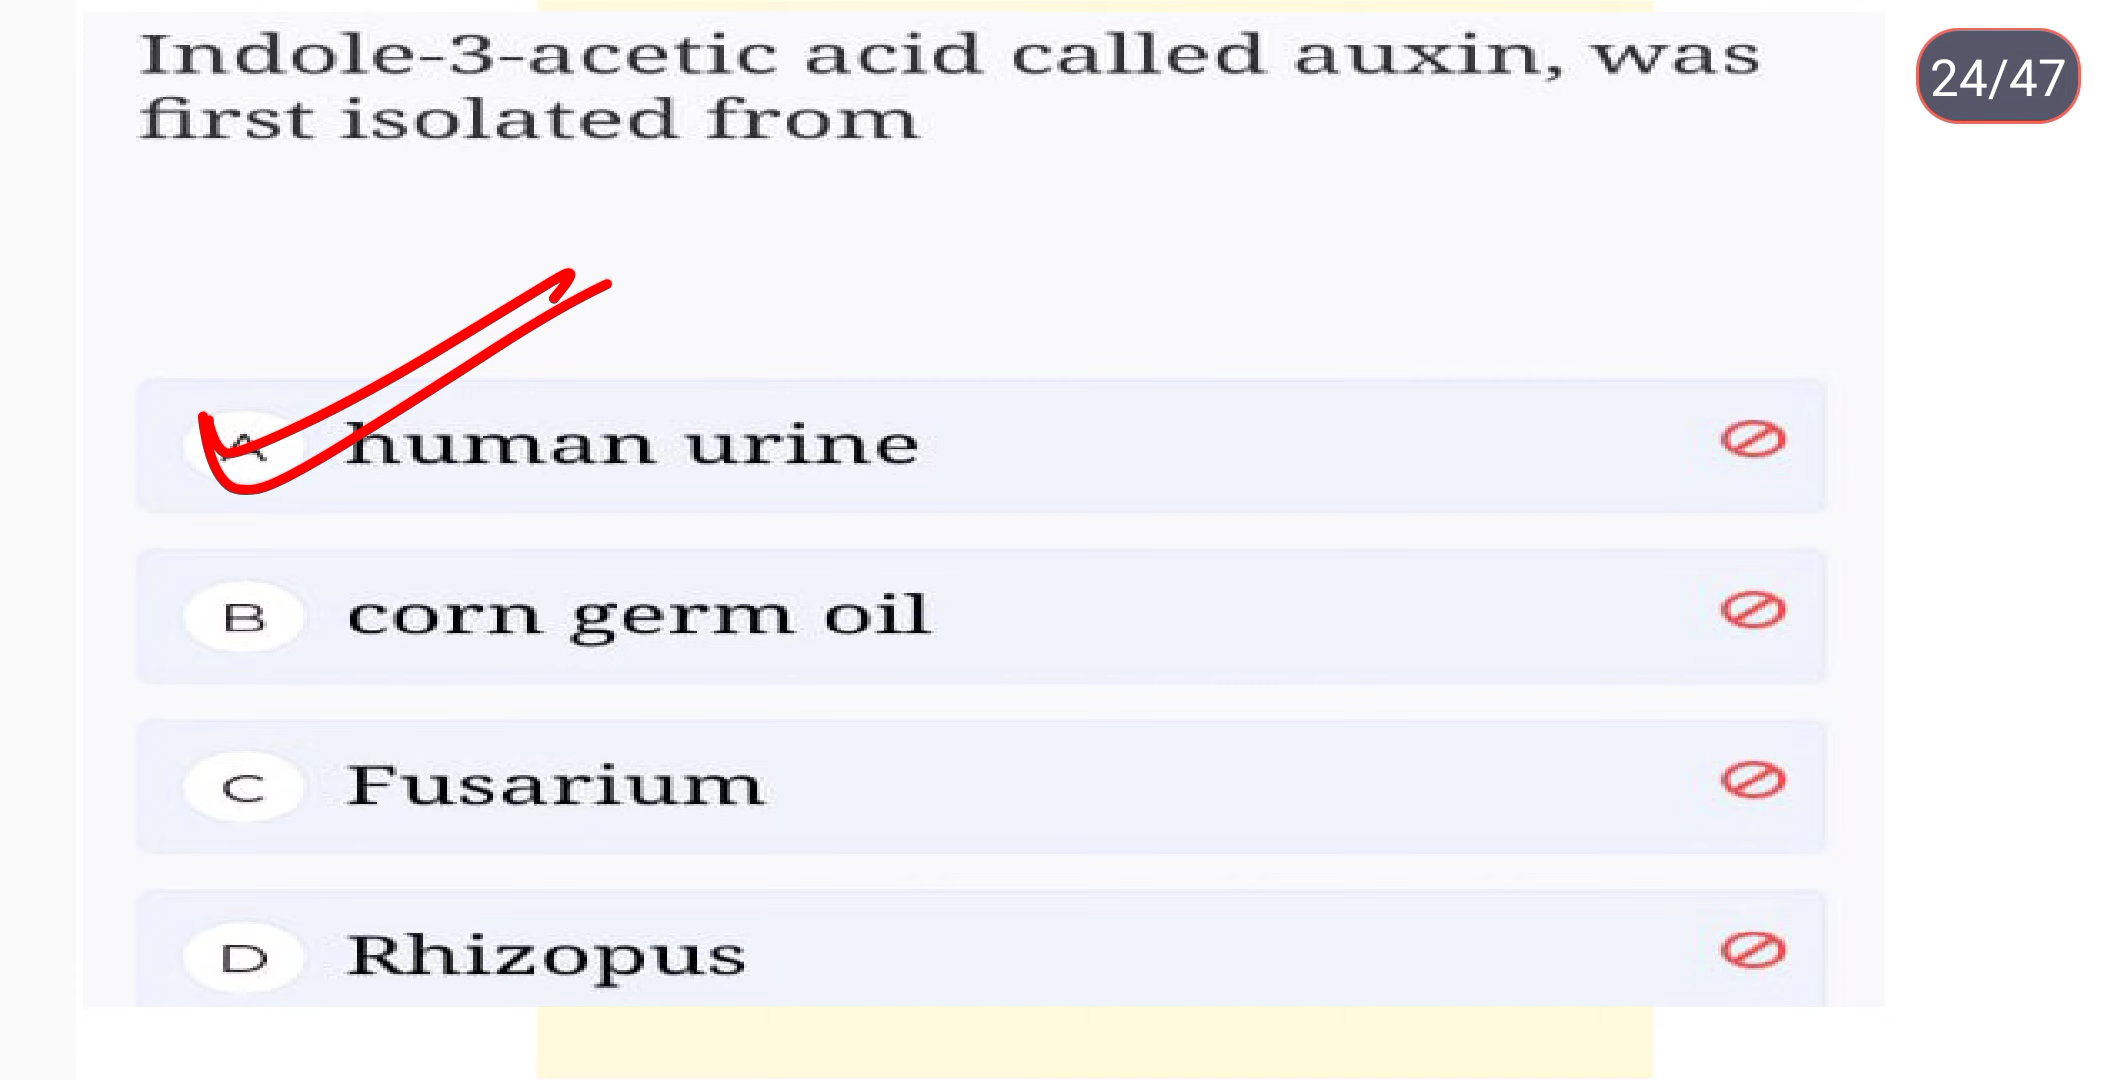 Indole-3-acetic acid called auxin, was
first isolated from
24/47
A human urine
B corn germ oil
C Fusarium
D Rhizopus